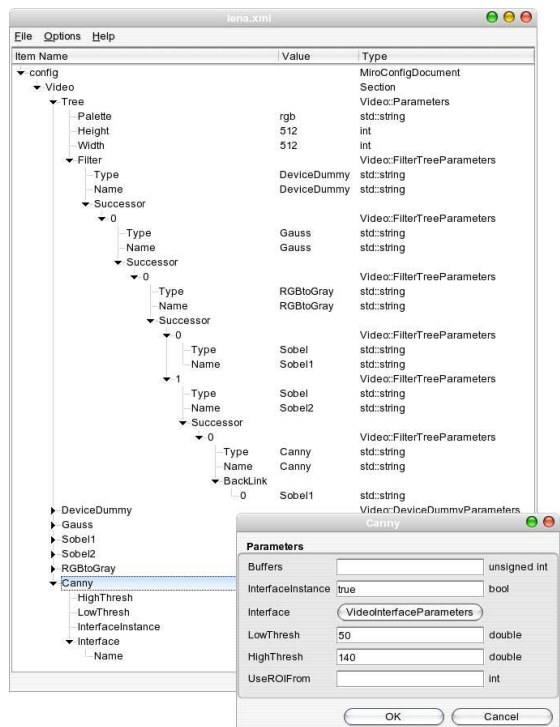 lena.xml
File Options Help
Item Name Value Type
config MiroConfigDocument
Video Section
Tree Video::Parameters
Palette rgb std::string
Height 512 int
Width 512 int
Filter Video::FilterTreeParameters
Type DeviceDummy std::string
Name DeviceDummy std::string
Successor
0 Video::FilterTreeParameters
Type Gauss std::string
Name Gauss std::string
Successor
0 Video::FilterTreeParameters
Type RGBtoGray std::string
Name RGBtoGray std::string
Successor
0 Video::FilterTreeParameters
Type Sobel std::string
Name Sobel1 std::string
1 Video::FilterTreeParameters
Type Sobel std::string
Name Sobel2 std::string
Successor
0 Video::FilterTreeParameters
Type Canny std::string
Name Canny std::string
BackLink
0 Sobel1 std::string
DeviceDummy Video::DeviceDummyParameters
Gauss
Sobel1
Sobel2
RGBtoGray
Canny
HighThresh
LowThresh
InterfaceInstance
Interface
Name
Canny
Parameters
Buffers unsigned int
InterfaceInstance true bool
Interface VideoInterfaceParameters
LowThresh 50 double
HighThresh 140 double
UseROIFrom int
OK Cancel